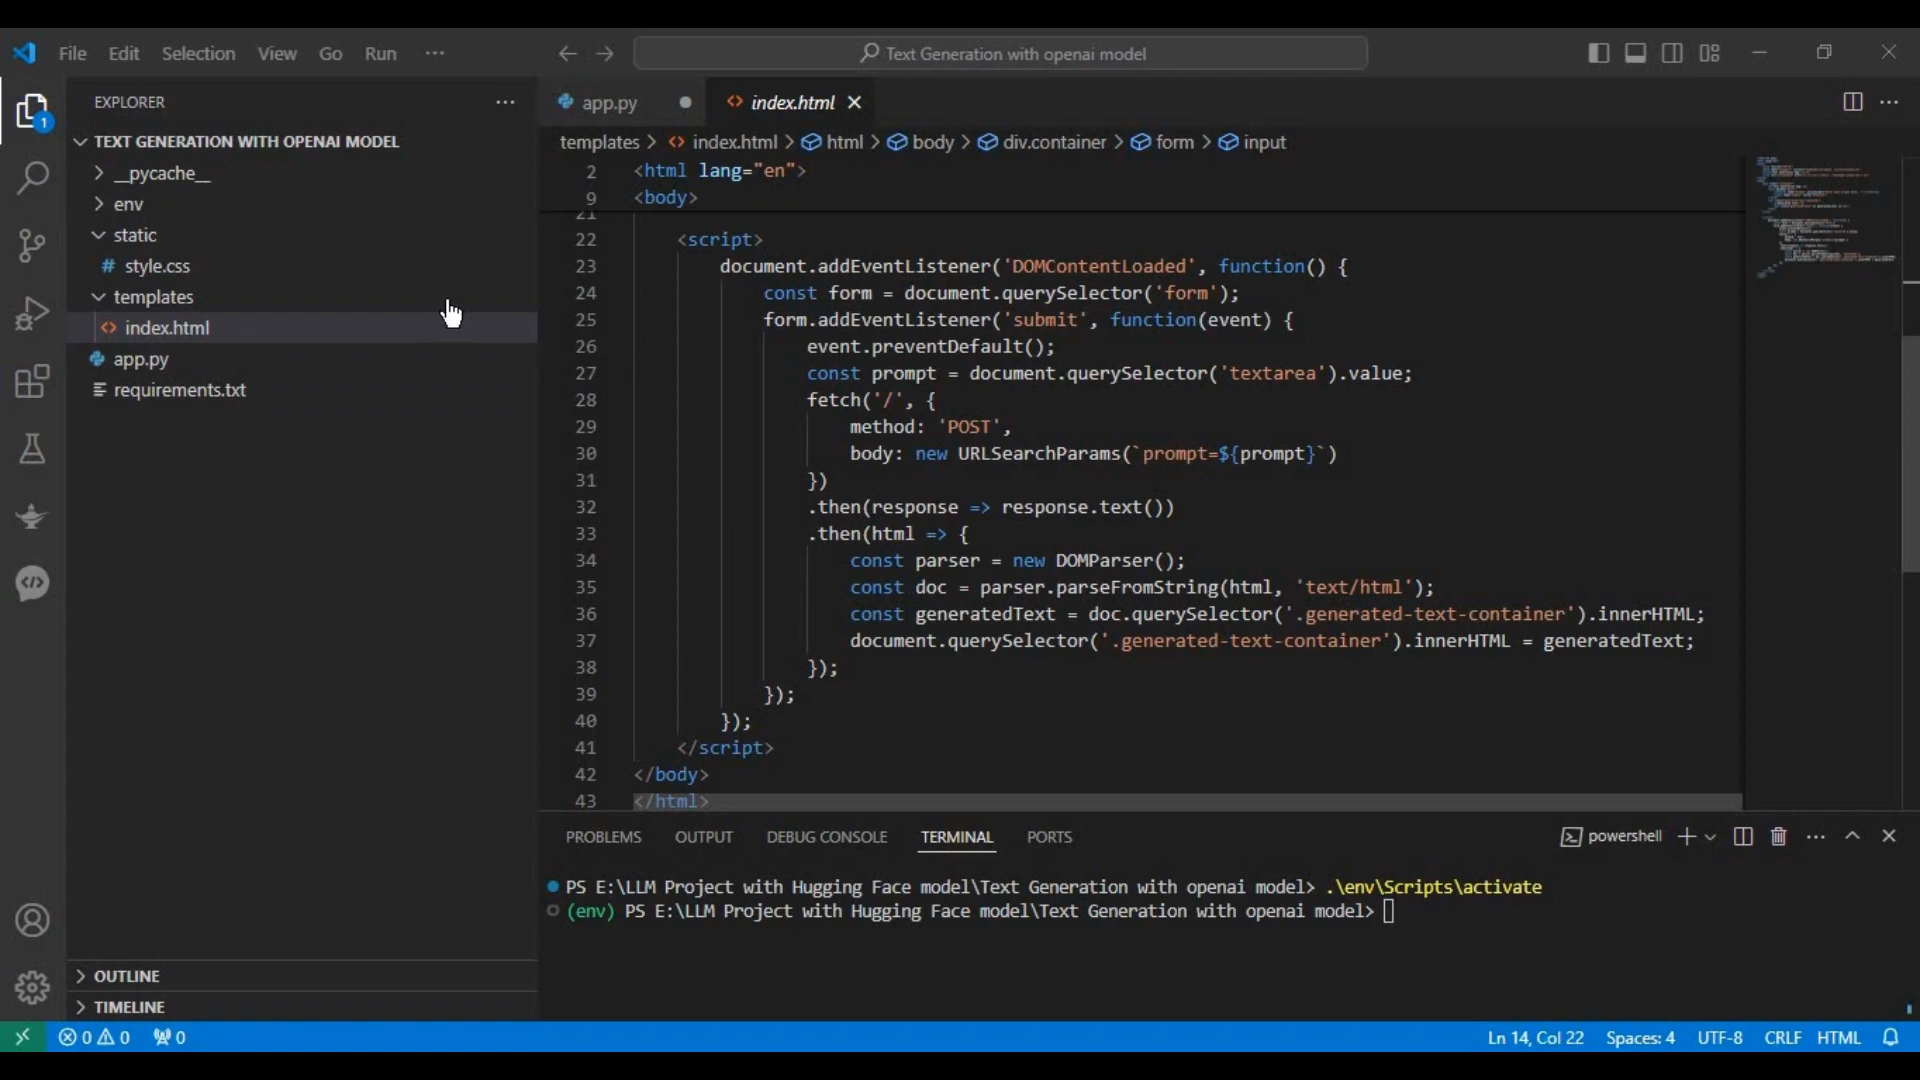 File Edit Selection View Go Run ···
Text Generation with openai model
EXPLORER ···
TEXT GENERATION WITH OPENAI MODEL
__pycache__
env
static
# style.css
templates
<> index.html
app.py
requirements.txt
OUTLINE
TIMELINE
1
app.py
<> index.html
templates > <> index.html > html > body > div.container > form > input
2 <html lang="en">
9 <body>
21
22 <script>
23 document.addEventListener('DOMContentLoaded', function() {
24 const form = document.querySelector('form');
25 form.addEventListener('submit', function(event) {
26 event.preventDefault();
27 const prompt = document.querySelector('textarea').value;
28 fetch('/', {
29 method: 'POST',
30 body: new URLSearchParams(`prompt=${prompt}`)
31 })
32 .then(response => response.text())
33 .then(html => {
34 const parser = new DOMParser();
35 const doc = parser.parseFromString(html, 'text/html');
36 const generatedText = doc.querySelector('.generated-text-container').innerHTML;
37 document.querySelector('.generated-text-container').innerHTML = generatedText;
38 });
39 });
40 });
41 </script>
42 </body>
43 </html>
PROBLEMS OUTPUT DEBUG CONSOLE TERMINAL PORTS
powershell
PS E:\LLM Project with Hugging Face model\Text Generation with openai model> .\env\Scripts\activate
(env) PS E:\LLM Project with Hugging Face model\Text Generation with openai model>
0 0 0
Ln 14, Col 22 Spaces: 4 UTF-8 CRLF HTML